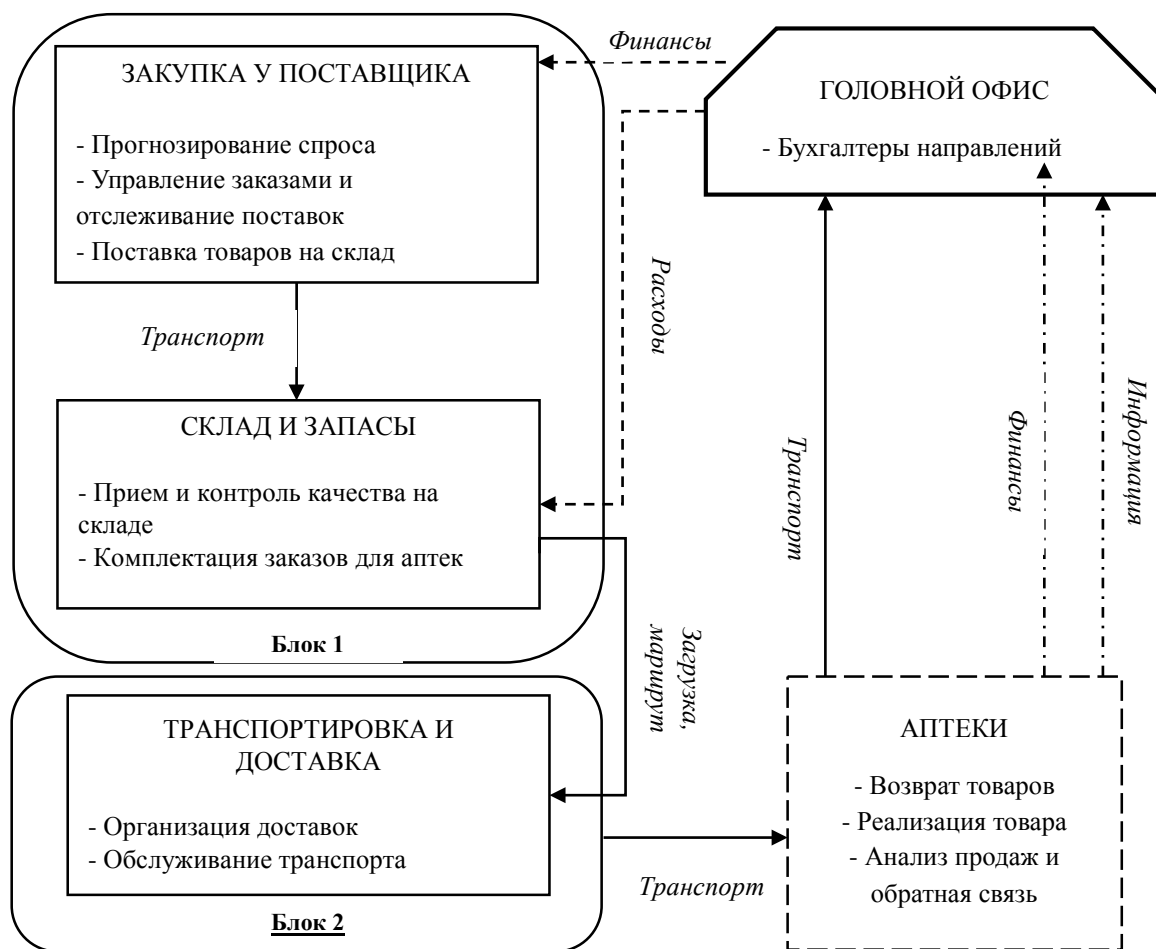 ЗАКУПКА У ПОСТАВЩИКА
- Прогнозирование спроса
- Управление заказами и
отслеживание поставок
- Поставка товаров на склад
Финансы
ГОЛОВНОЙ ОФИС
- Бухгалтеры направлений
Транспорт
Расходы
СКЛАД И ЗАПАСЫ
- Прием и контроль качества на
складе
- Комплектация заказов для аптек
Блок 1
Загрузка,
маршрут
Транспорт
Финансы
Информация
ТРАНСПОРТИРОВКА И
ДОСТАВКА
- Организация доставок
- Обслуживание транспорта
Блок 2
Транспорт
АПТЕКИ
- Возврат товаров
- Реализация товара
- Анализ продаж и
обратная связь